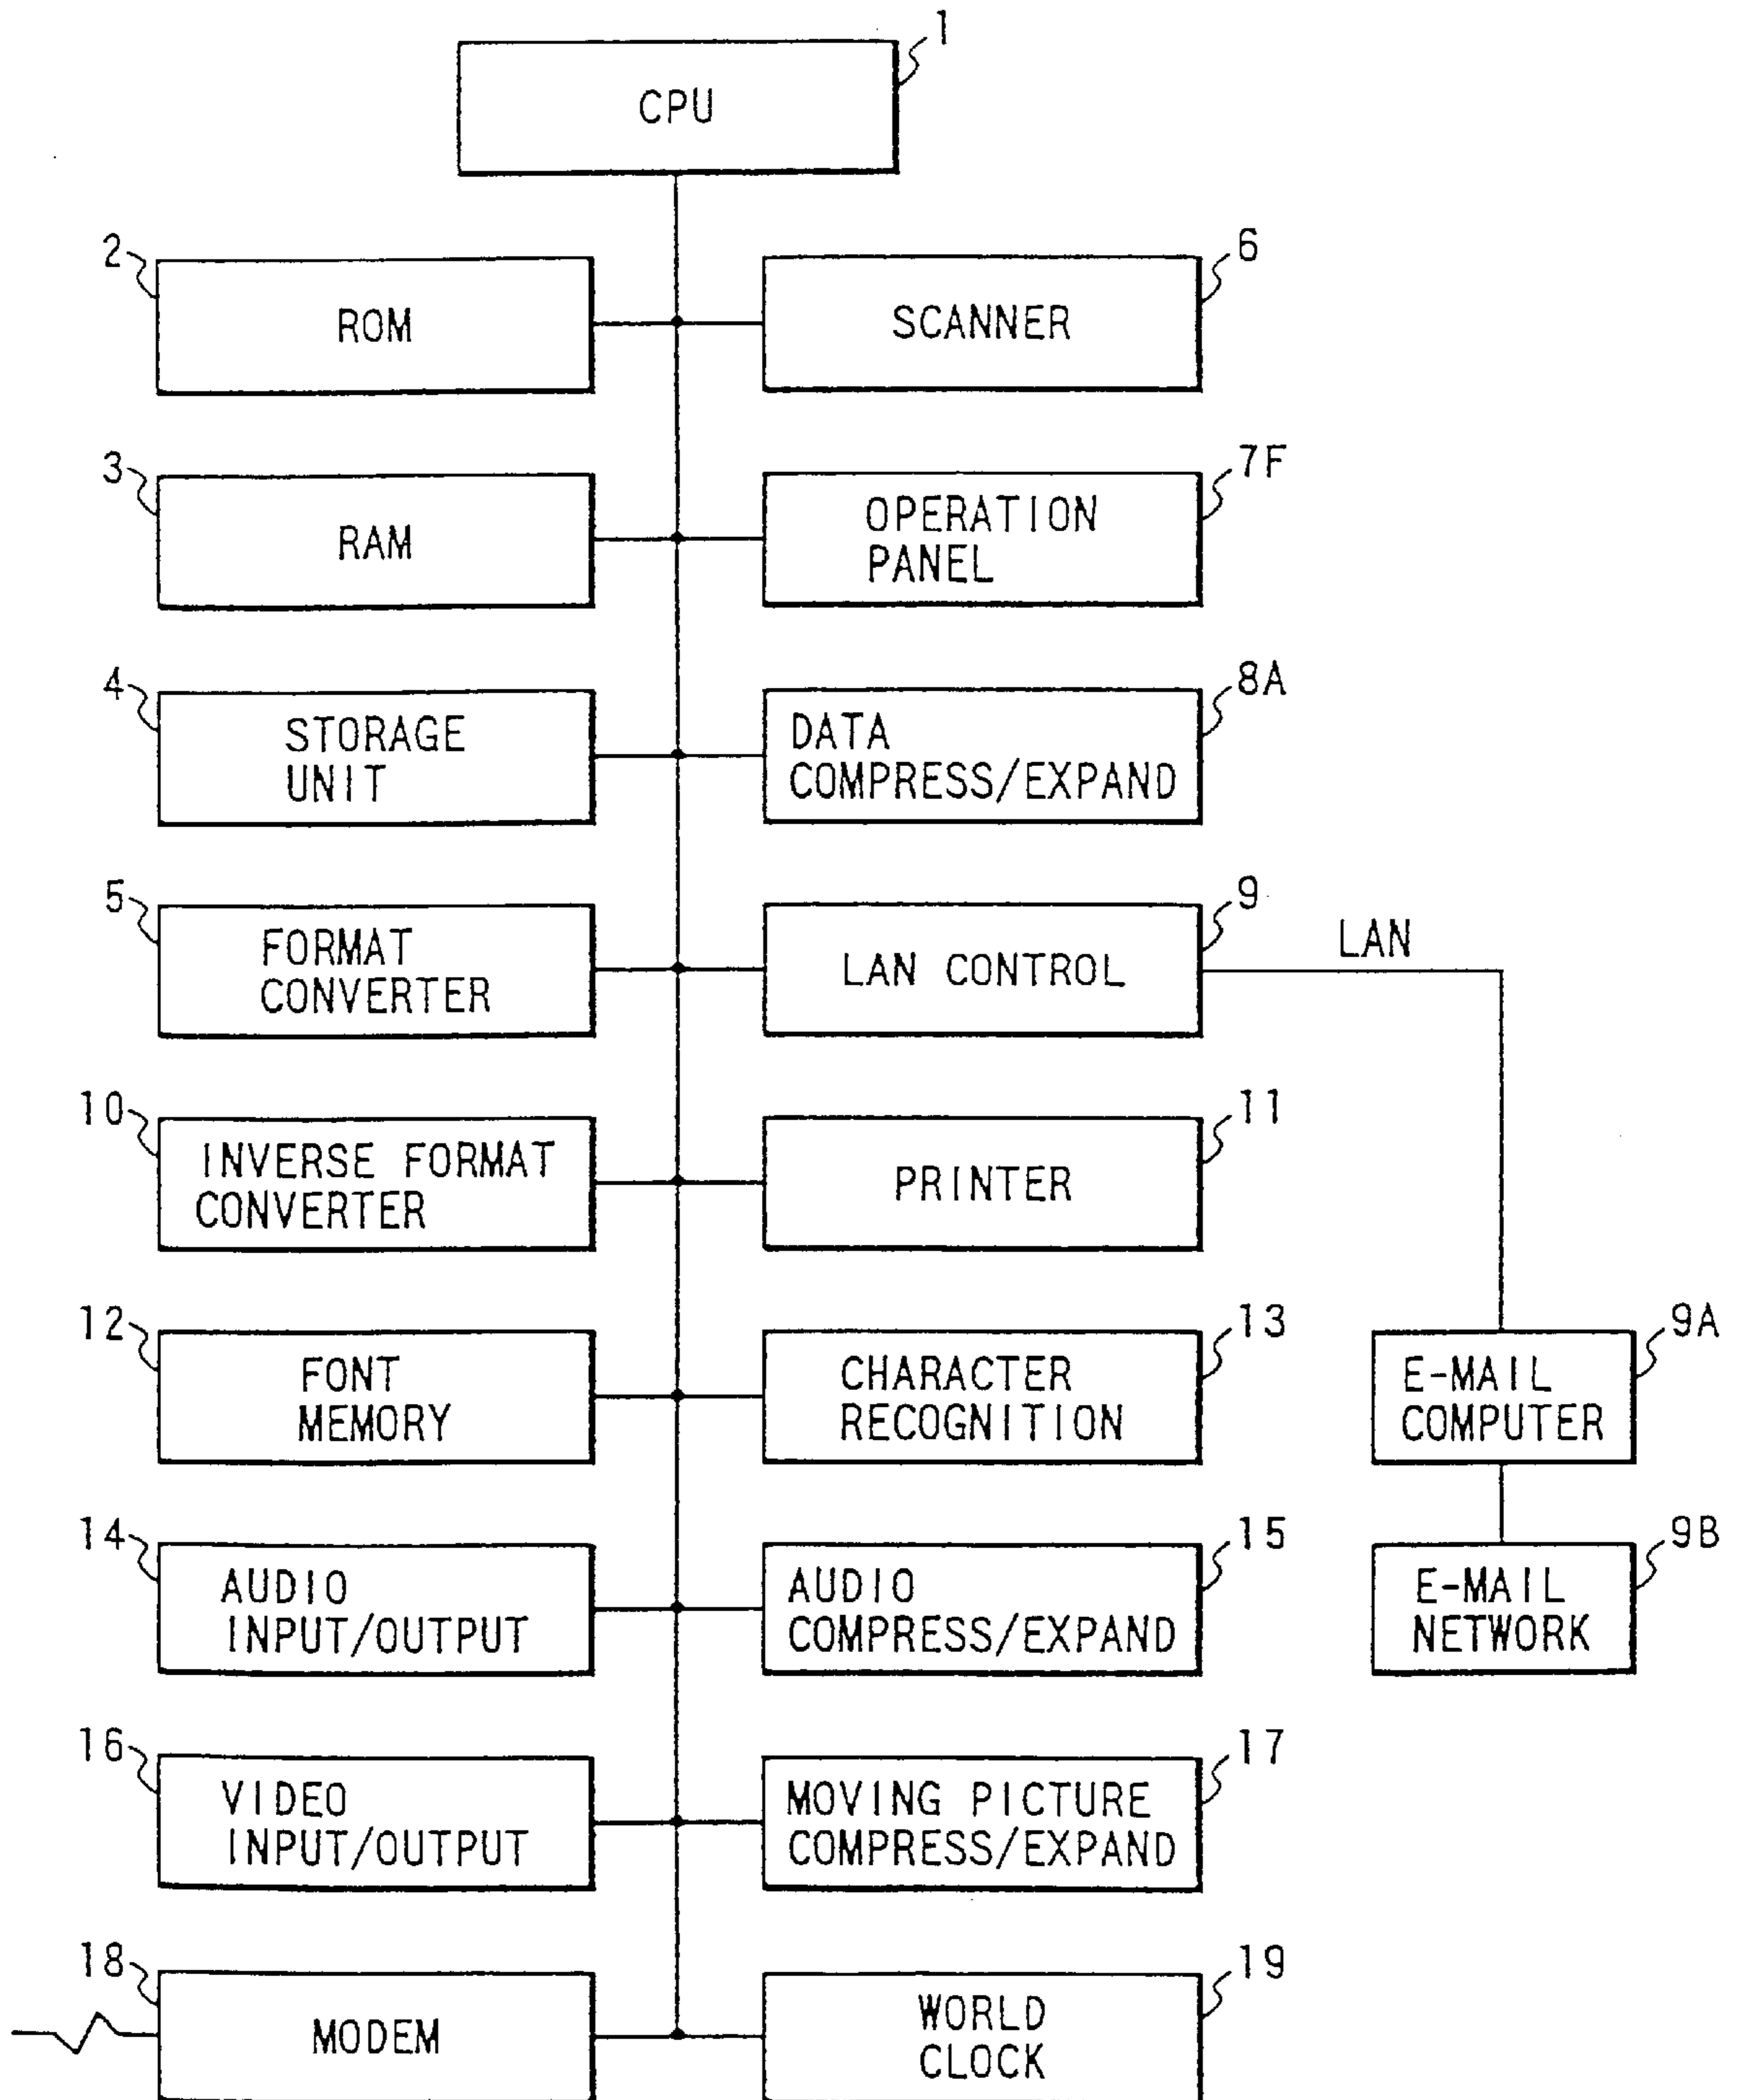 1
CPU
2
ROM
6
SCANNER
3
RAM
7F
OPERATION
PANEL
4
STORAGE
UNIT
8A
DATA
COMPRESS/EXPAND
5
FORMAT
CONVERTER
9
LAN CONTROL
LAN
10
INVERSE FORMAT
CONVERTER
11
PRINTER
12
FONT
MEMORY
13
CHARACTER
RECOGNITION
9A
E-MAIL
COMPUTER
14
AUDIO
INPUT/OUTPUT
15
AUDIO
COMPRESS/EXPAND
9B
E-MAIL
NETWORK
16
VIDEO
INPUT/OUTPUT
17
MOVING PICTURE
COMPRESS/EXPAND
18
MODEM
19
WORLD
CLOCK